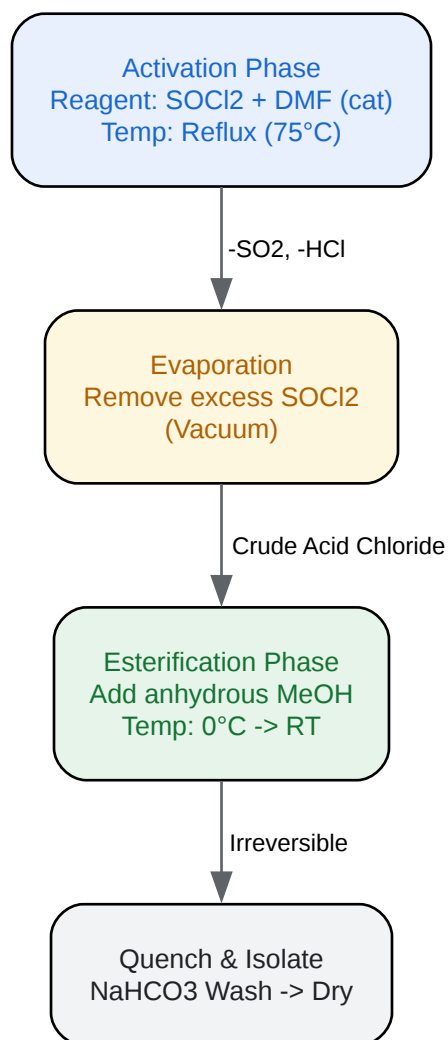 Activation Phase
Reagent: SOCl2 + DMF (cat)
Temp: Reflux (75°C)
-SO2, -HCl
Evaporation
Remove excess SOCl2
(Vacuum)
Crude Acid Chloride
Esterification Phase
Add anhydrous MeOH
Temp: 0°C -> RT
Irreversible
Quench & Isolate
NaHCO3 Wash -> Dry